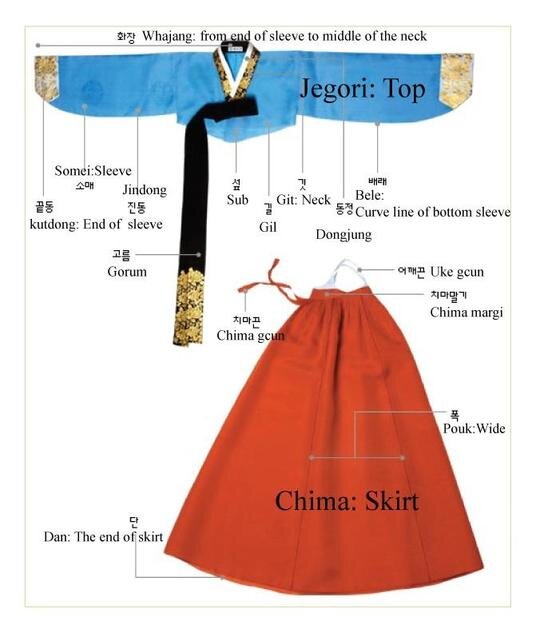 화장 Whajang: from end of sleeve to middle of the neck
Jegori: Top
Somei:Sleeve
소매
Jindong
진동
끝동
kutdong: End of sleeve
섶
Sub
길
Gil
깃
Git: Neck
동정
Dongjung
배래
Bele:
Curve line of bottom sleeve
고름
Gorum
어깨끈 Uke gcun
치마말기
Chima margi
치마끈
Chima gcun
폭
Pouk:Wide
Chima: Skirt
단
Dan: The end of skirt